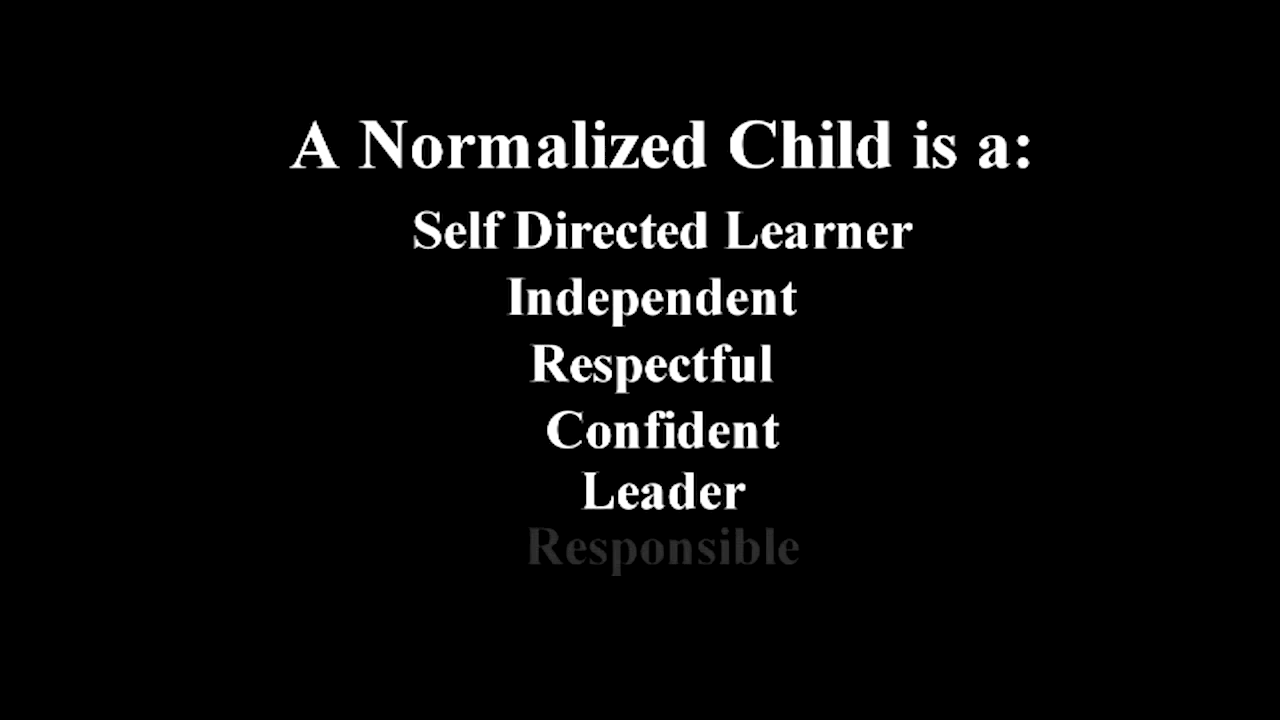 A Normalized Child is a:
Self Directed Learner
Independent
Respectful
Confident
Leader
Responsible